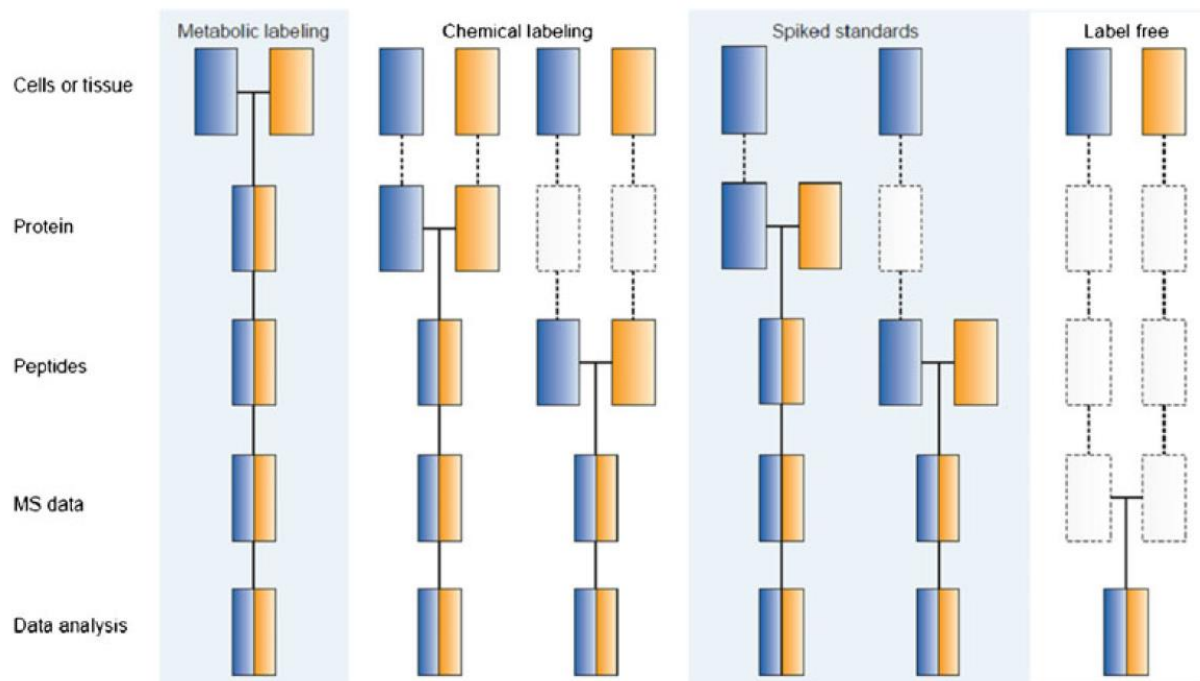 Metabolic labeling
Chemical labeling
Spiked standards
Label free
Cells or tissue
Protein
Peptides
MS data
Data analysis